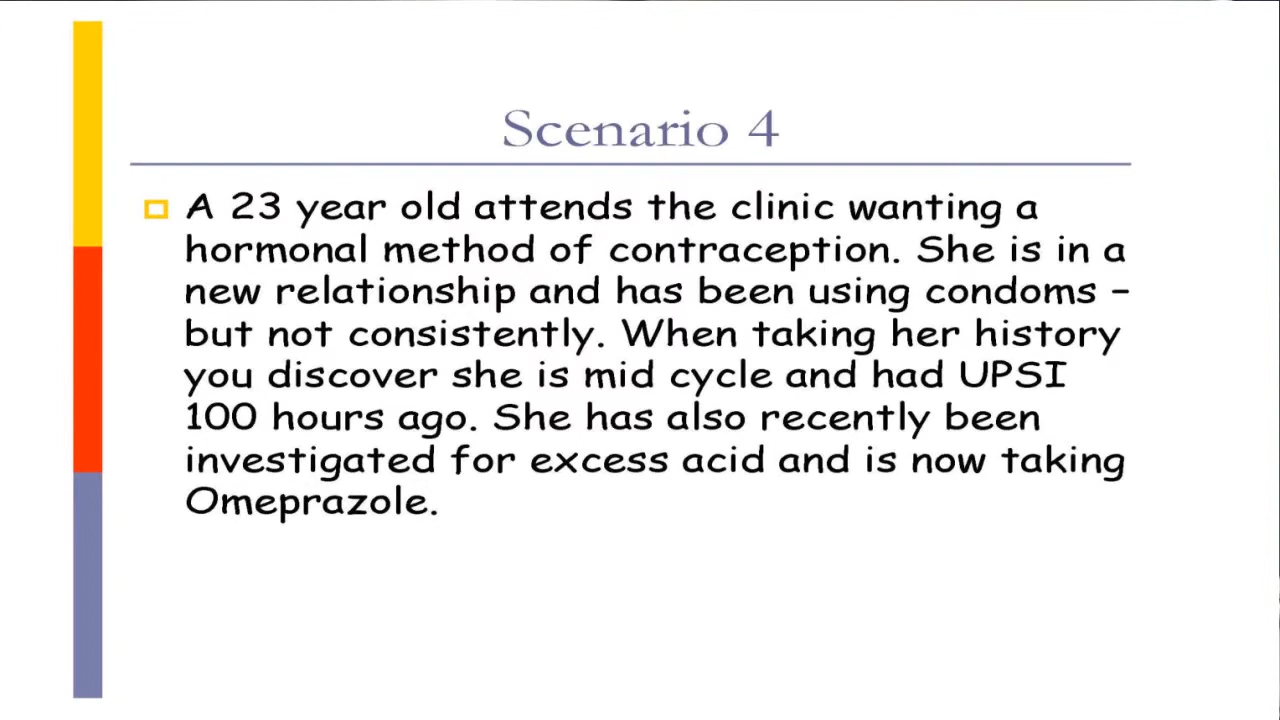 Scenario 4
A 23 year old attends the clinic wanting a
hormonal method of contraception. She is in a
new relationship and has been using condoms –
but not consistently. When taking her history
you discover she is mid cycle and had UPSI
100 hours ago. She has also recently been
investigated for excess acid and is now taking
Omeprazole.